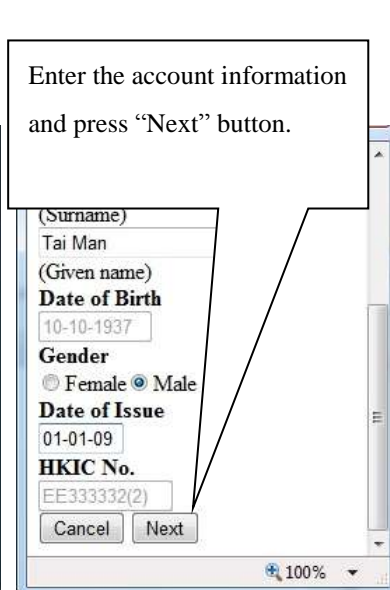 Enter the account information
and press “Next” button.
(Surname)
Tai Man
(Given name)
Date of Birth
10-10-1937
Gender
Female Male
Date of Issue
01-01-09
HKIC No.
EE333332(2)
Cancel Next
100%